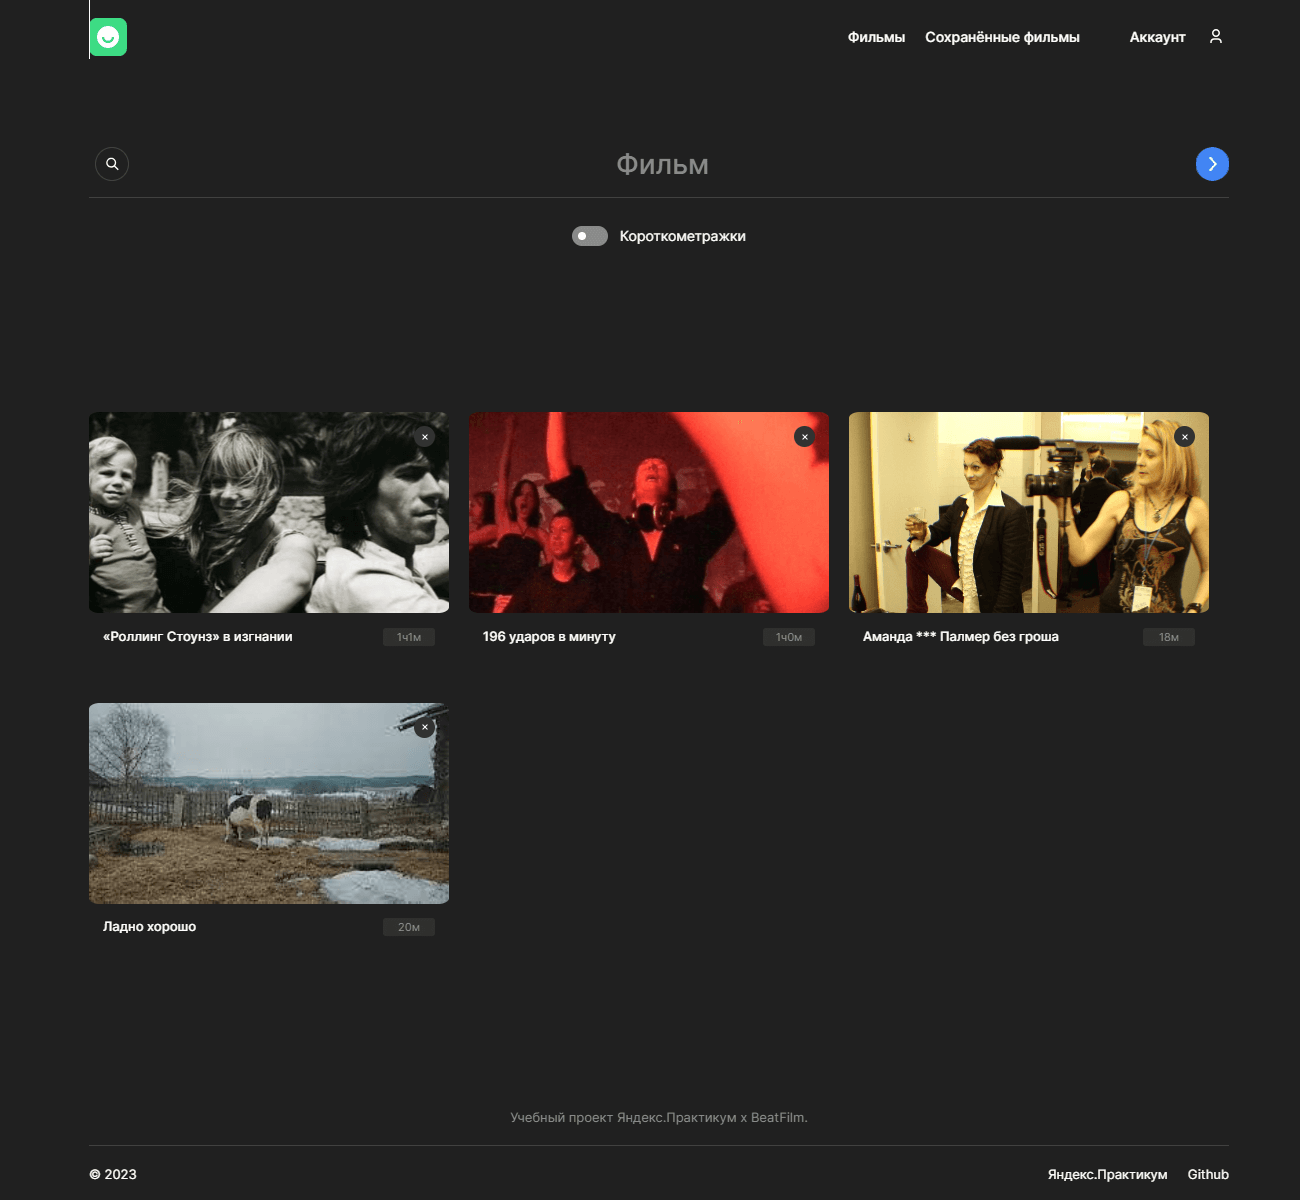 Фильмы Сохранённые фильмы Аккаунт
Фильм
Короткометражки
«Роллинг Стоунз» в изгнании 1ч1м
196 ударов в минуту 1ч0м
Аманда *** Палмер без гроша 18м
Ладно хорошо 20м
Учебный проект Яндекс.Практикум x BeatFilm.
© 2023 Яндекс.Практикум Github